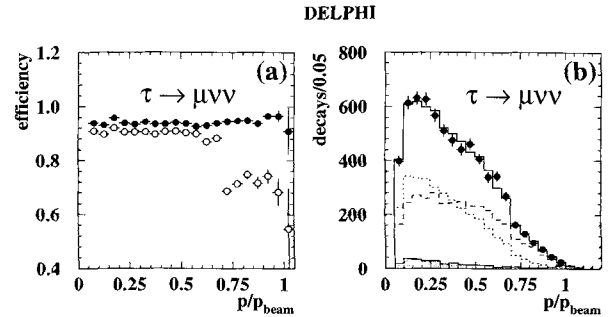 DELPHI
efficiency
1.2
1.0
0.8
0.6
0.4
(a)
τ → μνν
0 0.25 0.5 0.75 1
p/p_beam
decays/0.05
800
600
400
200
0
(b)
τ → μνν
0 0.25 0.5 0.75 1
p/p_beam